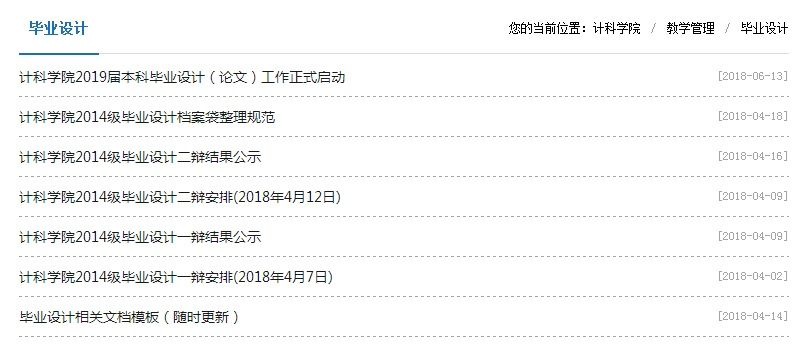 毕业设计
您的当前位置：计科学院 / 教学管理 / 毕业设计
计科学院2019届本科毕业设计（论文）工作正式启动 [2018-06-13]
计科学院2014级毕业设计档案袋整理规范 [2018-04-18]
计科学院2014级毕业设计二辩结果公示 [2018-04-16]
计科学院2014级毕业设计二辩安排(2018年4月12日) [2018-04-09]
计科学院2014级毕业设计一辩结果公示 [2018-04-09]
计科学院2014级毕业设计一辩安排(2018年4月7日) [2018-04-02]
毕业设计相关文档模板（随时更新） [2018-04-14]